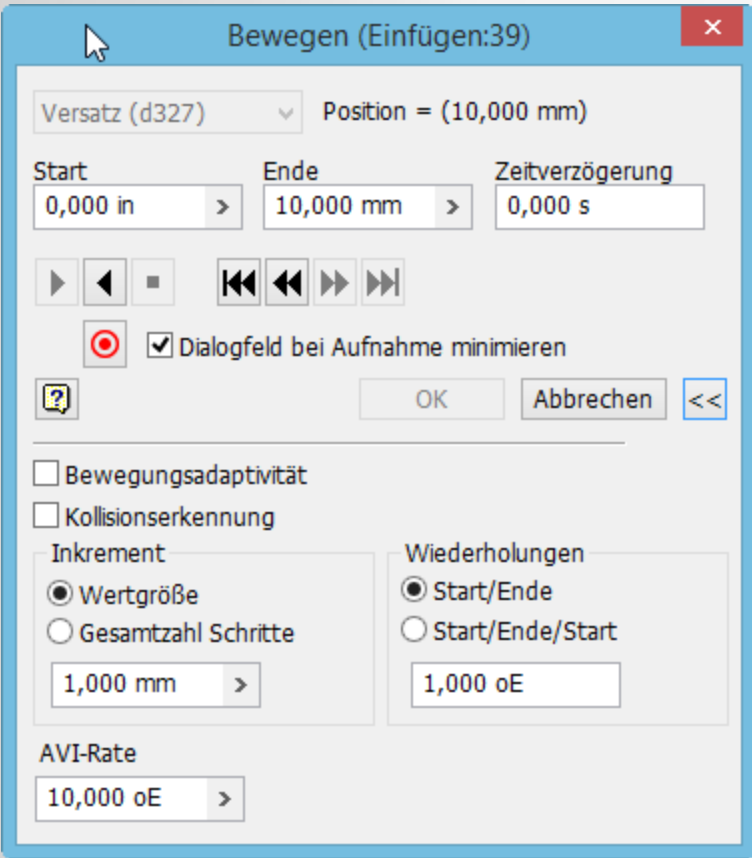 Bewegen (Einfügen:39)
Versatz (d327) Position = (10,000 mm)
Start Ende Zeitverzögerung
0,000 in > 10,000 mm > 0,000 s
Dialogfeld bei Aufnahme minimieren
OK Abbrechen <<
Bewegungsadaptivität
Kollisionserkennung
Inkrement
Wertgröße
Gesamtzahl Schritte
1,000 mm >
Wiederholungen
Start/Ende
Start/Ende/Start
1,000 oE
AVI-Rate
10,000 oE >